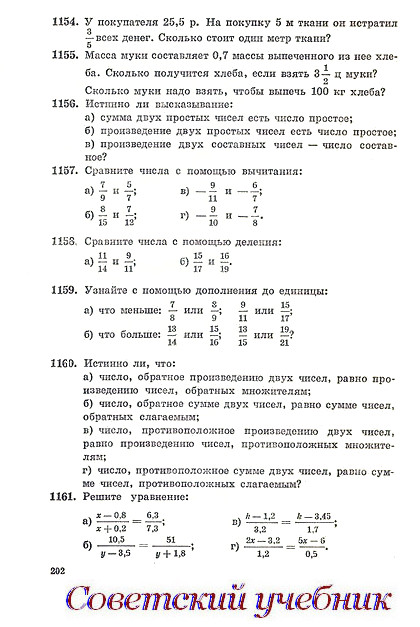 1154. У покупателя 25,5 р. На покупку 5 м ткани он истратил
3/5 всех денег. Сколько стоит один метр ткани?
1155. Масса муки составляет 0,7 массы выпеченного из нее хле-
ба. Сколько получится хлеба, если взять 3 1/2 ц муки?
Сколько муки надо взять, чтобы выпечь 100 кг хлеба?
1156. Истинно ли высказывание:
а) сумма двух простых чисел есть число простое;
б) произведение двух простых чисел есть число простое;
в) произведение двух составных чисел — число состав-
ное?
1157. Сравните числа с помощью вычитания:
а) 7/9 и 5/7; в) −9/11 и −6/7;
б) 8/15 и 7/12; г) −9/10 и −7/8.
1158. Сравните числа с помощью деления:
а) 11/14 и 9/11; б) 15/17 и 16/19.
1159. Узнайте с помощью дополнения до единицы:
а) что меньше: 7/8 или 8/9; 9/11 или 15/17;
б) что больше: 13/14 или 15/16; 13/15 или 19/21?
1160. Истинно ли, что:
а) число, обратное произведению двух чисел, равно про-
изведению чисел, обратных множителям;
б) число, обратное сумме двух чисел, равно сумме чисел,
обратных слагаемым;
в) число, противоположное произведению двух чисел,
равно произведению чисел, противоположных множите-
лям;
г) число, противоположное сумме двух чисел, равно сум-
ме чисел, противоположных слагаемым?
1161. Решите уравнение:
а) (x − 0,8)/(x + 0,2) = 6,3/7,3; в) (k − 1,2)/3,2 = (k − 3,45)/1,7;
б) 10,5/(y − 3,5) = 51/(y + 1,8); г) (2x − 3,2)/1,2 = (5x − 6)/0,5.
202
Советский учебник